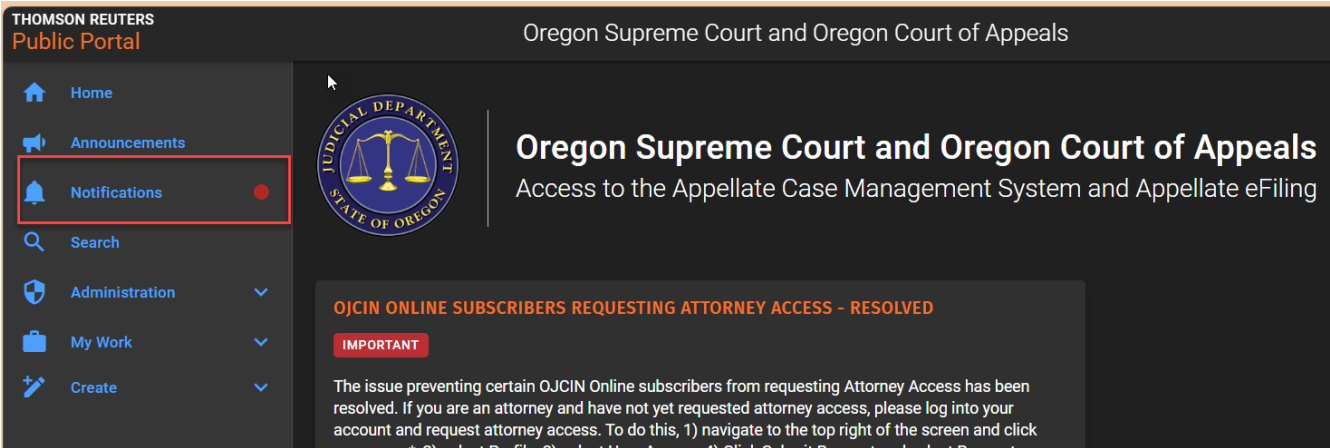 THOMSON REUTERS
Public Portal
Oregon Supreme Court and Oregon Court of Appeals
Home
Announcements
Notifications
Search
Administration
My Work
Create
JUDICIAL DEPARTMENT
STATE OF OREGON
Oregon Supreme Court and Oregon Court of Appeals
Access to the Appellate Case Management System and Appellate eFiling
OJCIN ONLINE SUBSCRIBERS REQUESTING ATTORNEY ACCESS - RESOLVED
IMPORTANT
The issue preventing certain OJCIN Online subscribers from requesting Attorney Access has been
resolved. If you are an attorney and have not yet requested attorney access, please log into your
account and request attorney access. To do this, 1) navigate to the top right of the screen and click